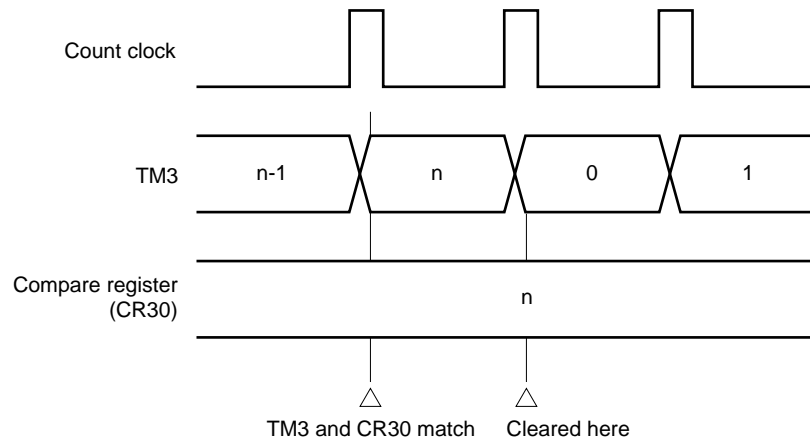 Count clock
TM3
n-1
n
0
1
Compare register
(CR30)
n
TM3 and CR30 match
Cleared here